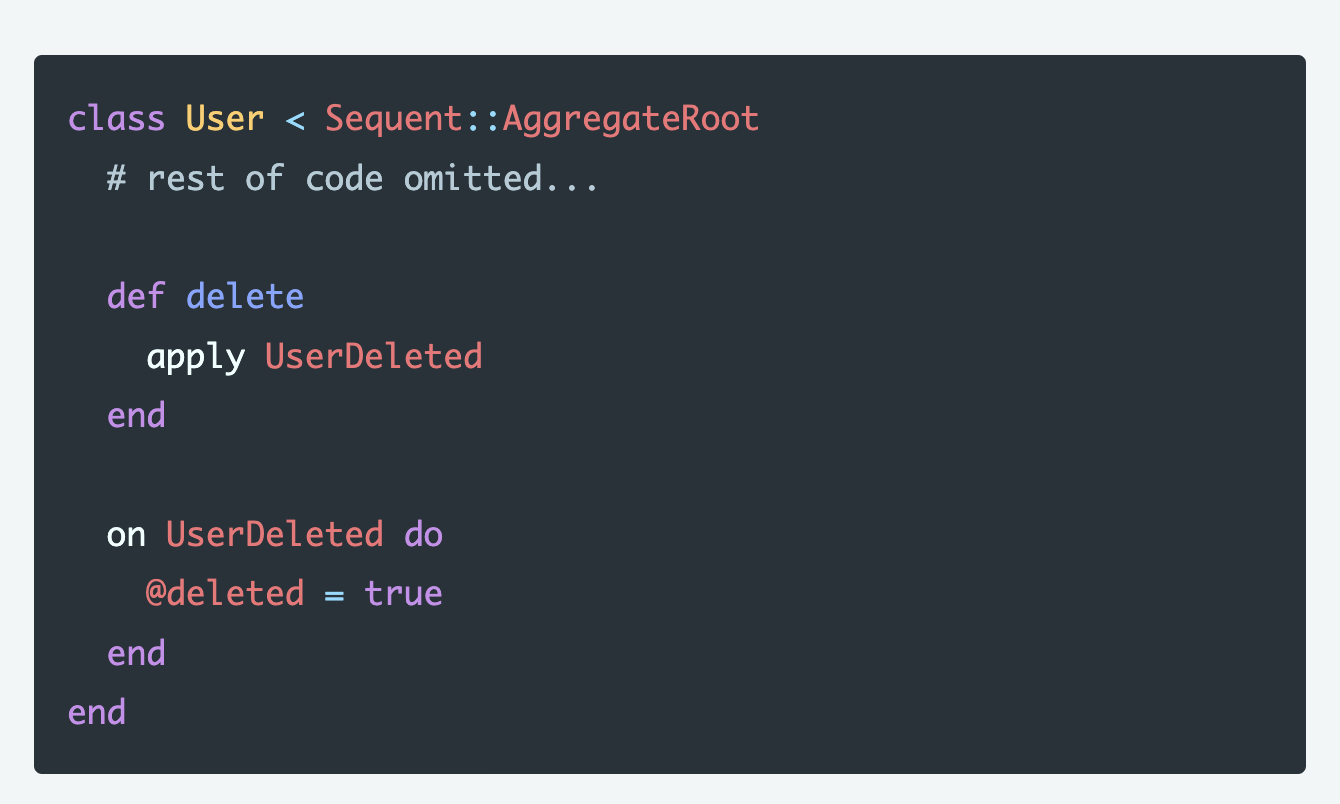 class User < Sequent::AggregateRoot
  # rest of code omitted...

  def delete
    apply UserDeleted
  end

  on UserDeleted do
    @deleted = true
  end
end